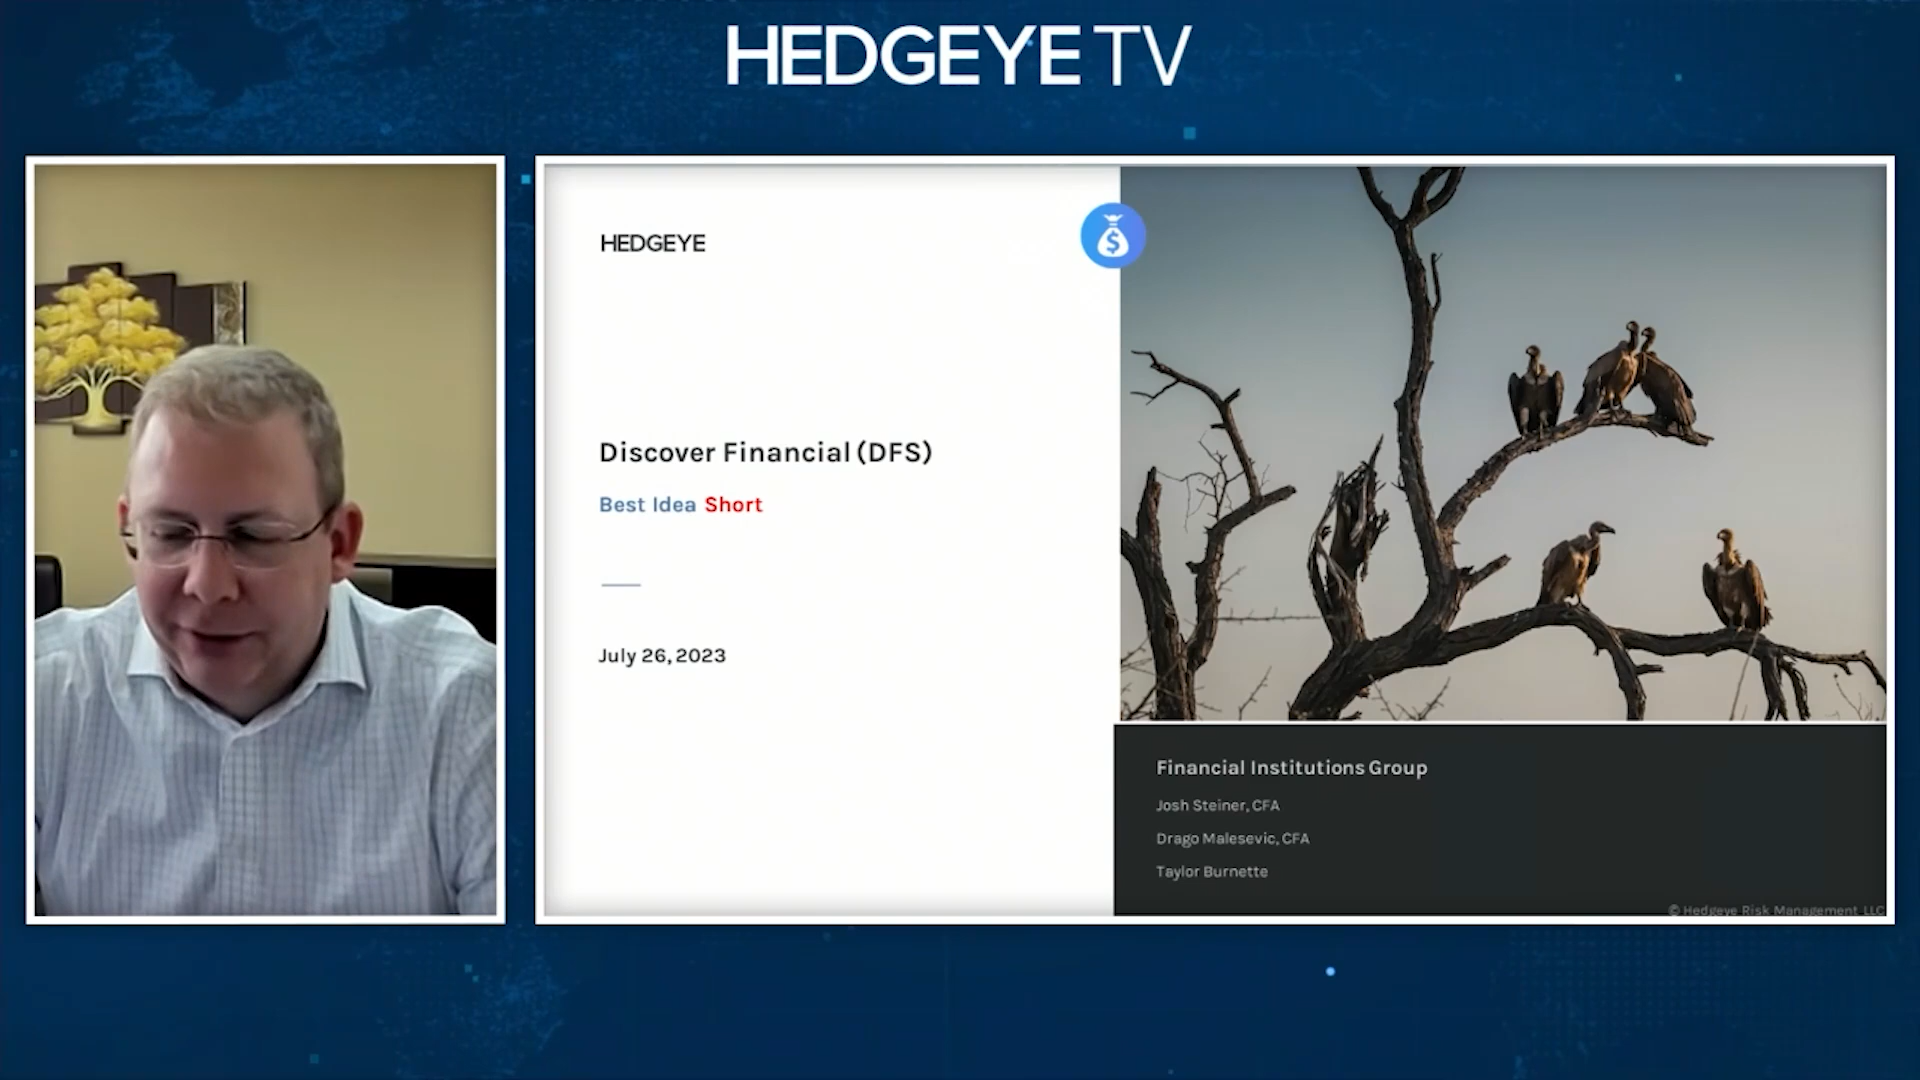 HEDGEYE TV
HEDGEYE
Discover Financial (DFS)
Best Idea Short
July 26, 2023
Financial Institutions Group
Josh Steiner, CFA
Drago Malesevic, CFA
Taylor Burnette
© Hedgeye Risk Management LLC